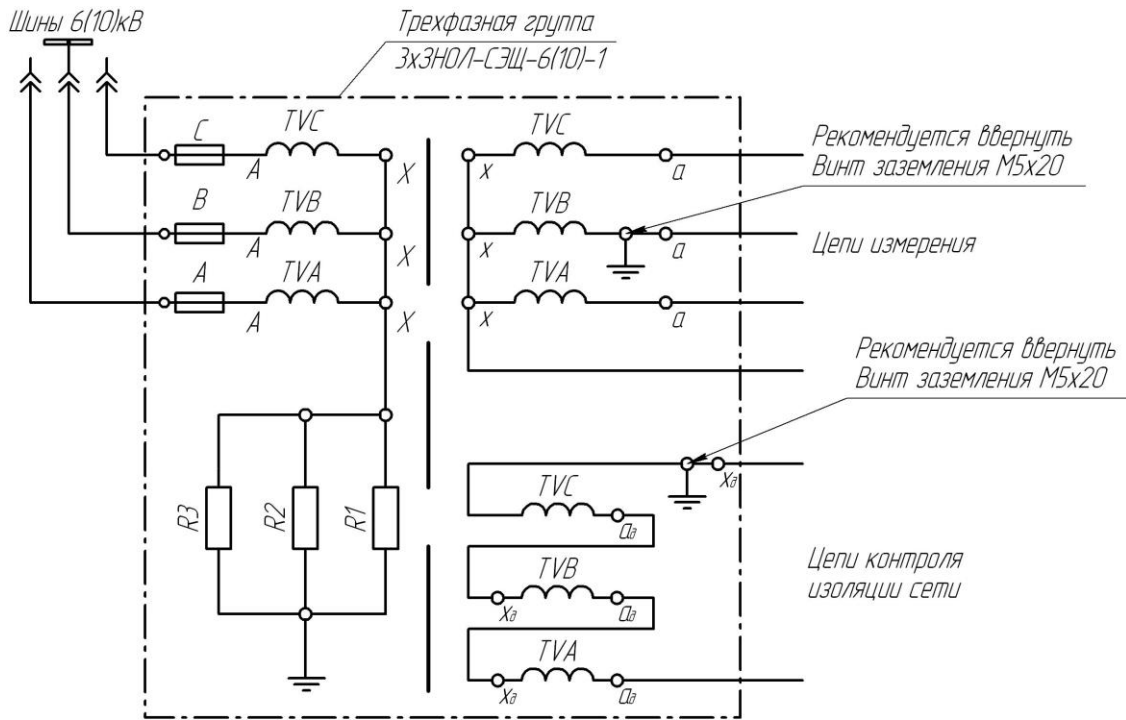 Шины 6(10)кВ
Трехфазная группа
3х3НОЛ-СЭЩ-6(10)-1
C
TVC
A
X
TVC
x
a
Рекомендуется ввернуть
Винт заземления М5х20
B
TVB
A
X
TVB
x
a
Цепи измерения
A
TVA
A
X
TVA
x
a
Рекомендуется ввернуть
Винт заземления М5х20
xд
R3
R2
R1
TVC
aд
TVB
xд
aд
Цепи контроля
изоляции сети
TVA
xд
aд